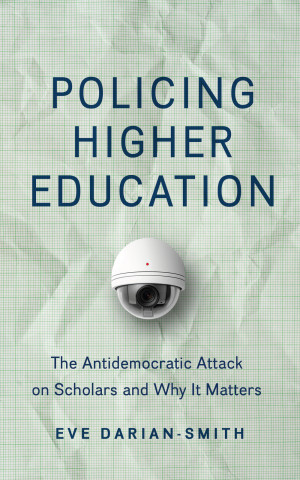 POLICING
HIGHER
EDUCATION
The Antidemocratic Attack
on Scholars and Why It Matters
EVE DARIAN-SMITH